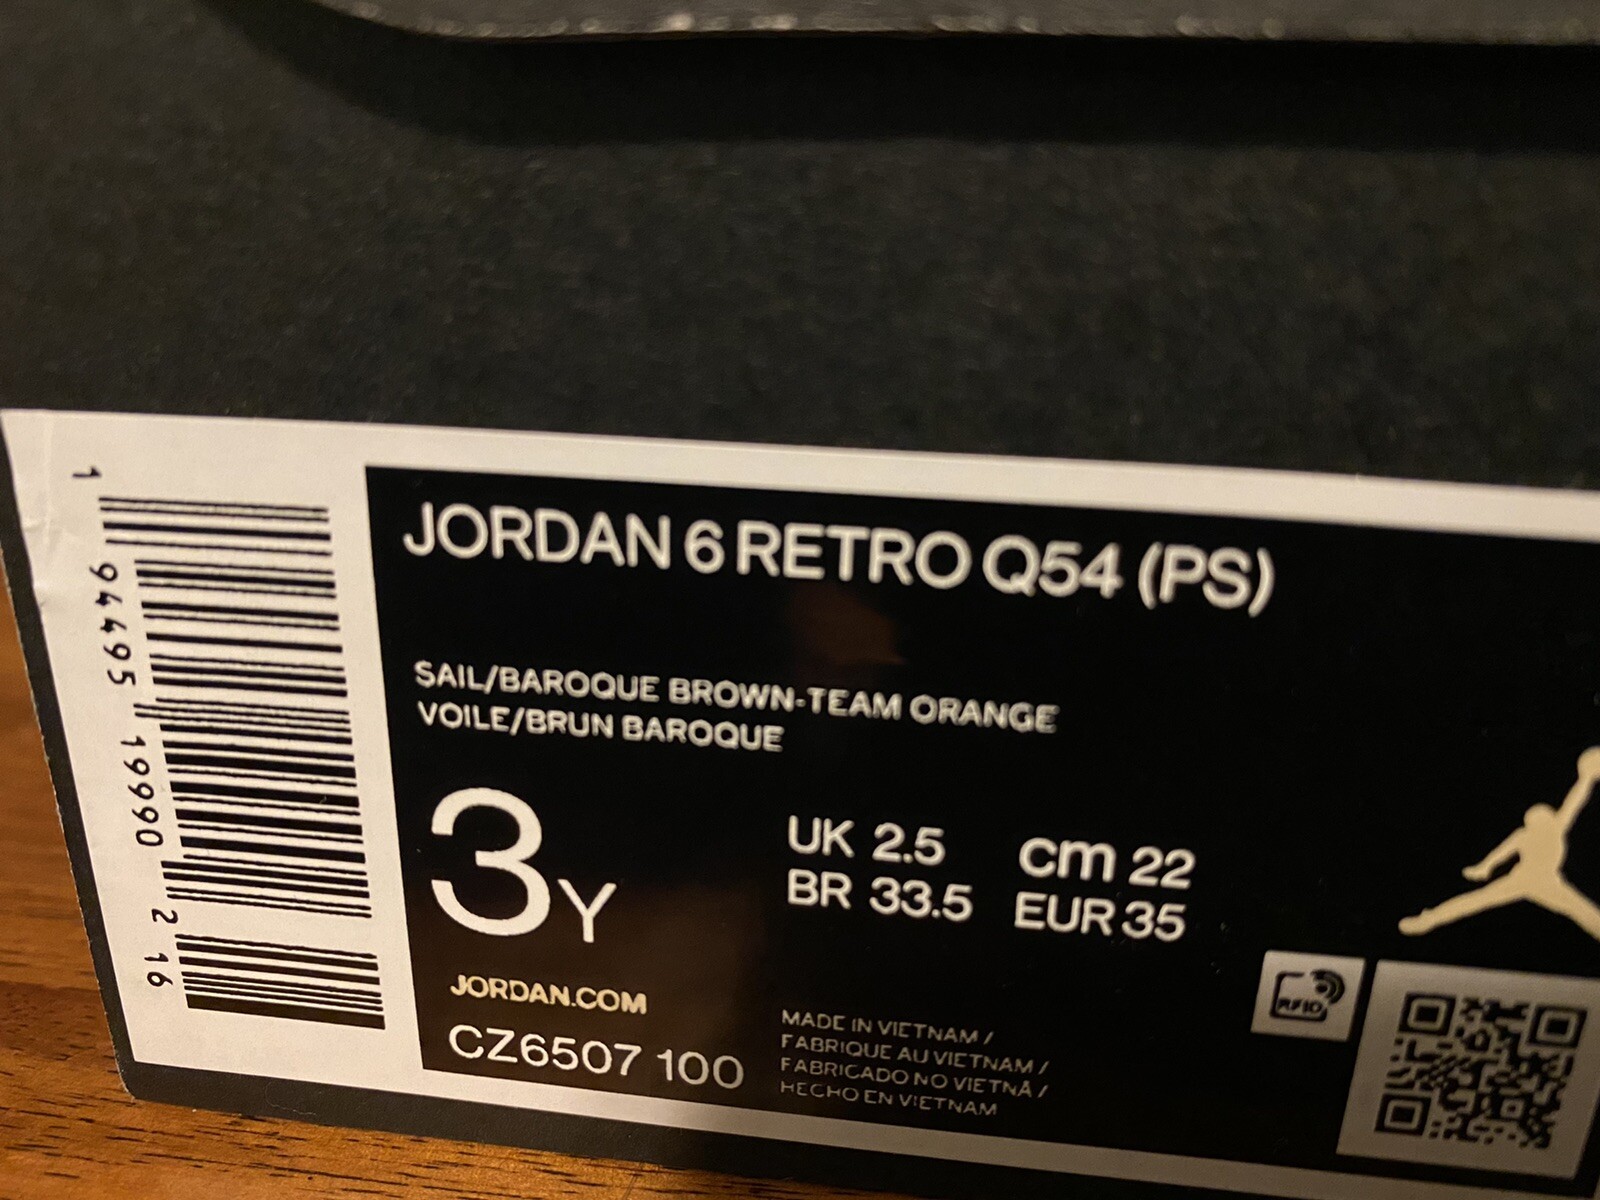 1 94495 19990 2 16
JORDAN 6 RETRO Q54 (PS)
SAIL/BAROQUE BROWN-TEAM ORANGE
VOILE/BRUN BAROQUE
3Y
UK 2.5 cm 22
BR 33.5 EUR 35
JORDAN.COM
CZ6507 100
MADE IN VIETNAM /
FABRIQUE AU VIETNAM /
FABRICADO NO VIETNÃ /
HECHO EN VIETNAM
RFID